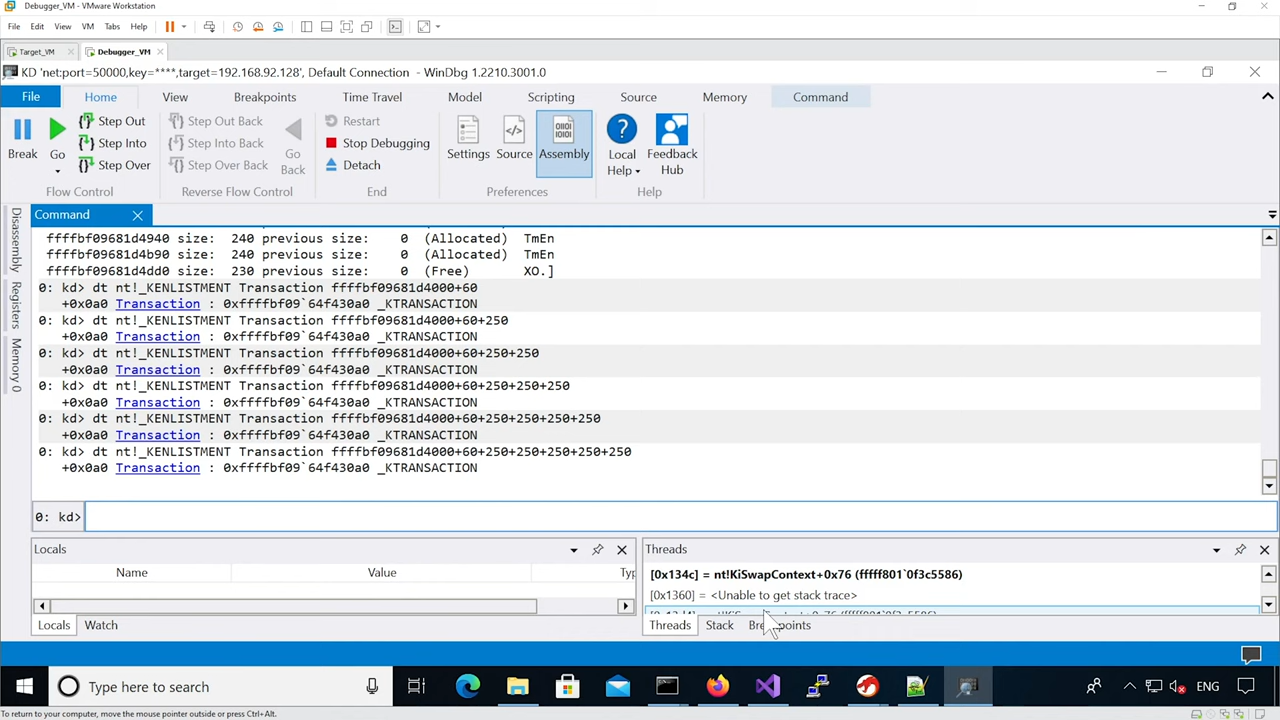 Debugger_VM - VMware Workstation
File Edit View VM Tabs Help
Target_VM Debugger_VM
KD 'net:port=50000,key=****,target=192.168.92.128', Default Connection - WinDbg 1.2210.3001.0
File Home View Breakpoints Time Travel Model Scripting Source Memory Command
Break
Go
Step Out
Step Into
Step Over
Flow Control
Step Out Back
Step Into Back
Step Over Back
Go Back
Reverse Flow Control
Restart
Stop Debugging
Detach
End
Settings Source Assembly
Preferences
Local Help
Feedback Hub
Help
Disassembly
Registers
Memory 0
Command
ffffbf09681d4940 size: 240 previous size: 0 (Allocated) TmEn
ffffbf09681d4b90 size: 240 previous size: 0 (Allocated) TmEn
ffffbf09681d4dd0 size: 230 previous size: 0 (Free) XO.]
0: kd> dt nt!_KENLISTMENT Transaction ffffbf09681d4000+60
+0x0a0 Transaction : 0xffffbf09`64f430a0 _KTRANSACTION
0: kd> dt nt!_KENLISTMENT Transaction ffffbf09681d4000+60+250
+0x0a0 Transaction : 0xffffbf09`64f430a0 _KTRANSACTION
0: kd> dt nt!_KENLISTMENT Transaction ffffbf09681d4000+60+250+250
+0x0a0 Transaction : 0xffffbf09`64f430a0 _KTRANSACTION
0: kd> dt nt!_KENLISTMENT Transaction ffffbf09681d4000+60+250+250+250
+0x0a0 Transaction : 0xffffbf09`64f430a0 _KTRANSACTION
0: kd> dt nt!_KENLISTMENT Transaction ffffbf09681d4000+60+250+250+250+250
+0x0a0 Transaction : 0xffffbf09`64f430a0 _KTRANSACTION
0: kd> dt nt!_KENLISTMENT Transaction ffffbf09681d4000+60+250+250+250+250+250
+0x0a0 Transaction : 0xffffbf09`64f430a0 _KTRANSACTION
0: kd>
Locals
Name Value Typ
Locals Watch
Threads
[0x134c] = nt!KiSwapContext+0x76 (fffff801`0f3c5586)
[0x1360] = <Unable to get stack trace>
Threads Stack Breakpoints
Type here to search
ENG
To return to your computer, move the mouse pointer outside or press Ctrl+Alt.